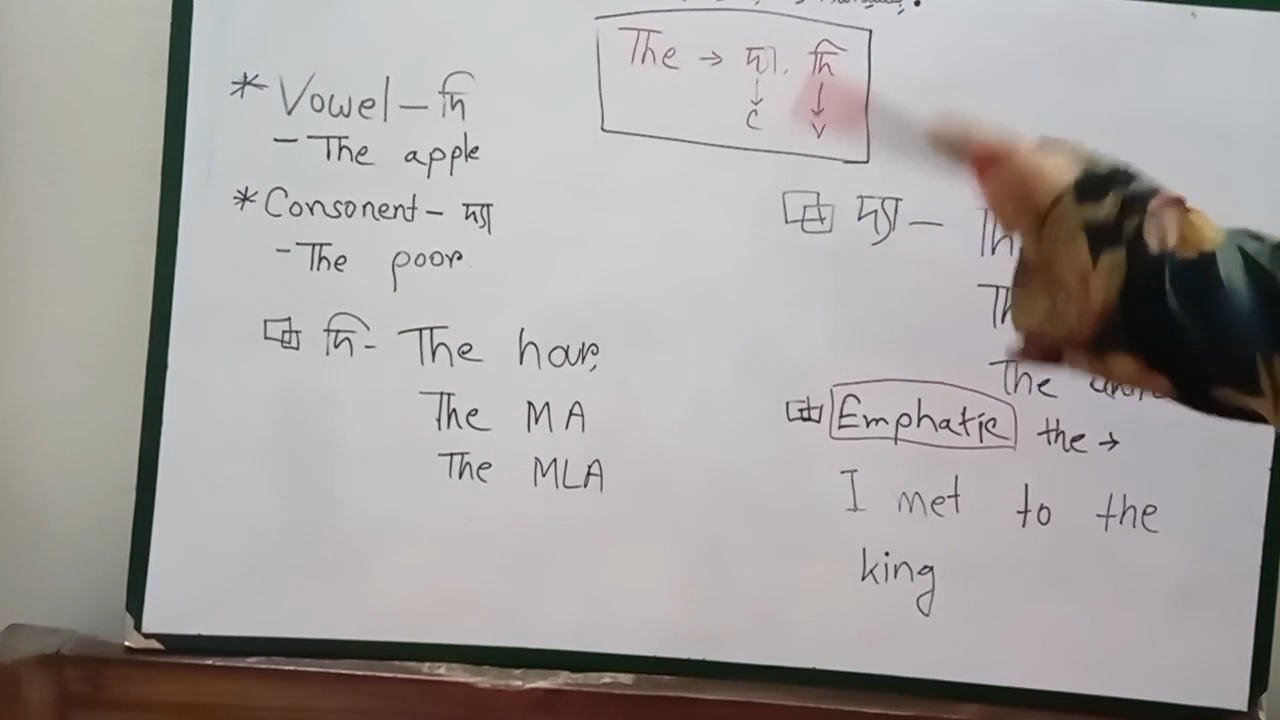 The → দ্যা. দি
C V
* Vowel – দি
– The apple
* Consonent – দ্যা
– The poor
দি – The hour,
The MA
The MLA
দ্যা –
The
Emphatic the →
I met to the
king